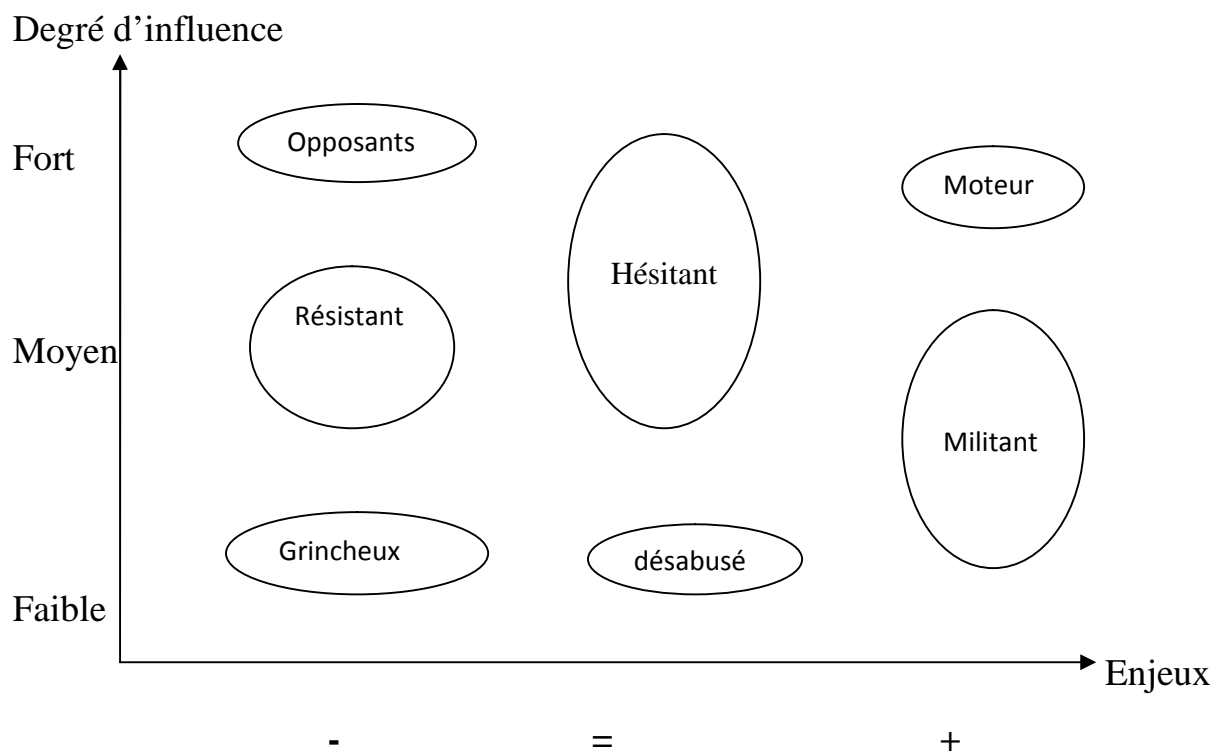 Degré d’influence
Opposants
Fort
Moteur
Hésitant
Résistant
Moyen
Militant
Grincheux
désabusé
Faible
Enjeux
- = +